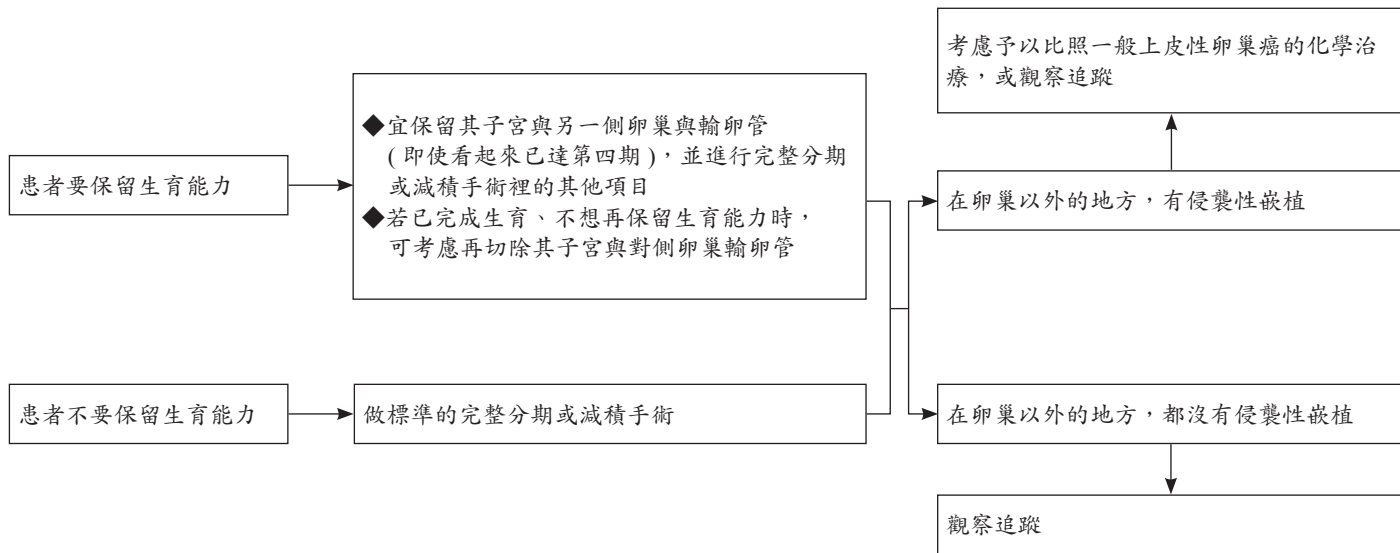 患者要保留生育能力
◆宜保留其子宮與另一側卵巢與輸卵管
(即使看起來已達第四期),並進行完整分期
或減積手術裡的其他項目
◆若已完成生育、不想再保留生育能力時,
可考慮再切除其子宮與對側卵巢輸卵管
患者不要保留生育能力
做標準的完整分期或減積手術
考慮予以比照一般上皮性卵巢癌的化學治
療,或觀察追蹤
在卵巢以外的地方,有侵襲性嵌植
在卵巢以外的地方,都沒有侵襲性嵌植
觀察追蹤